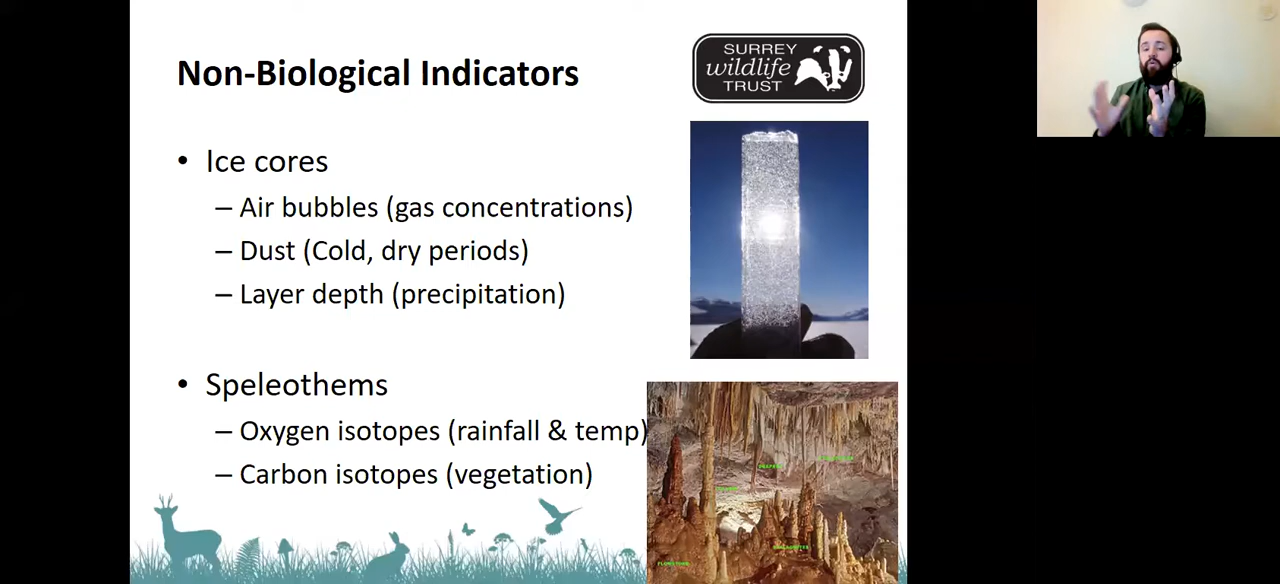 Non-Biological Indicators
SURREY
wildlife
TRUST
• Ice cores
– Air bubbles (gas concentrations)
– Dust (Cold, dry periods)
– Layer depth (precipitation)
• Speleothems
– Oxygen isotopes (rainfall & temp)
– Carbon isotopes (vegetation)